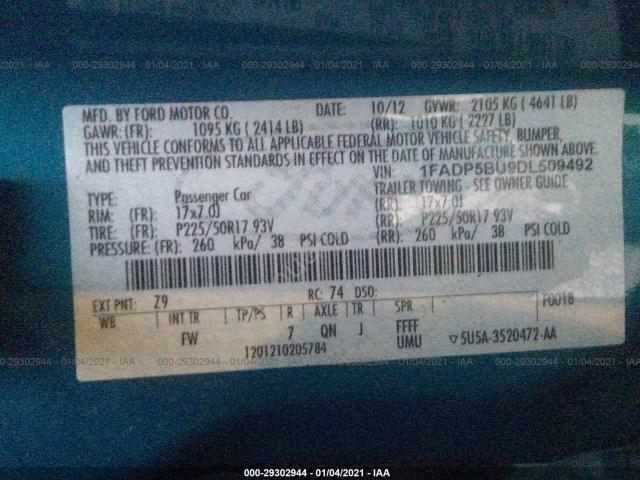 000-29302944 - 01/04/2021 - IAA
MFD. BY FORD MOTOR CO. DATE: 10/12 GVWR: 2105 KG ( 4641 LB)
GAWR: (FR): 1095 KG ( 2414 LB) (RR): 1010 KG ( 2227 LB)
THIS VEHICLE CONFORMS TO ALL APPLICABLE FEDERAL MOTOR VEHICLE SAFETY, BUMPER,
AND THEFT PREVENTION STANDARDS IN EFFECT ON THE DATE OF MANUFACTURE SHOWN ABOVE.
VIN: 1FADP5BU9DL509492
TYPE: Passenger Car TRAILER TOWING - SEE OWNER GUIDE
RIM: (FR): 17x7.0J (RR): 17x7.0J
TIRE: (FR): P225/50R17 93V (RR): P225/50R17 93V
PRESSURE: (FR): 260 kPa/ 38 PSI COLD (RR): 260 kPa/ 38 PSI COLD
EXT PNT: Z9 RC: 74 DSO: F0018
WB INT TR TP/PS R AXLE TR SPR
FW 7 QN J FFFF
UMU
1201210205784 5U5A-3520472-AA
000-29302944 - 01/04/2021 - IAA